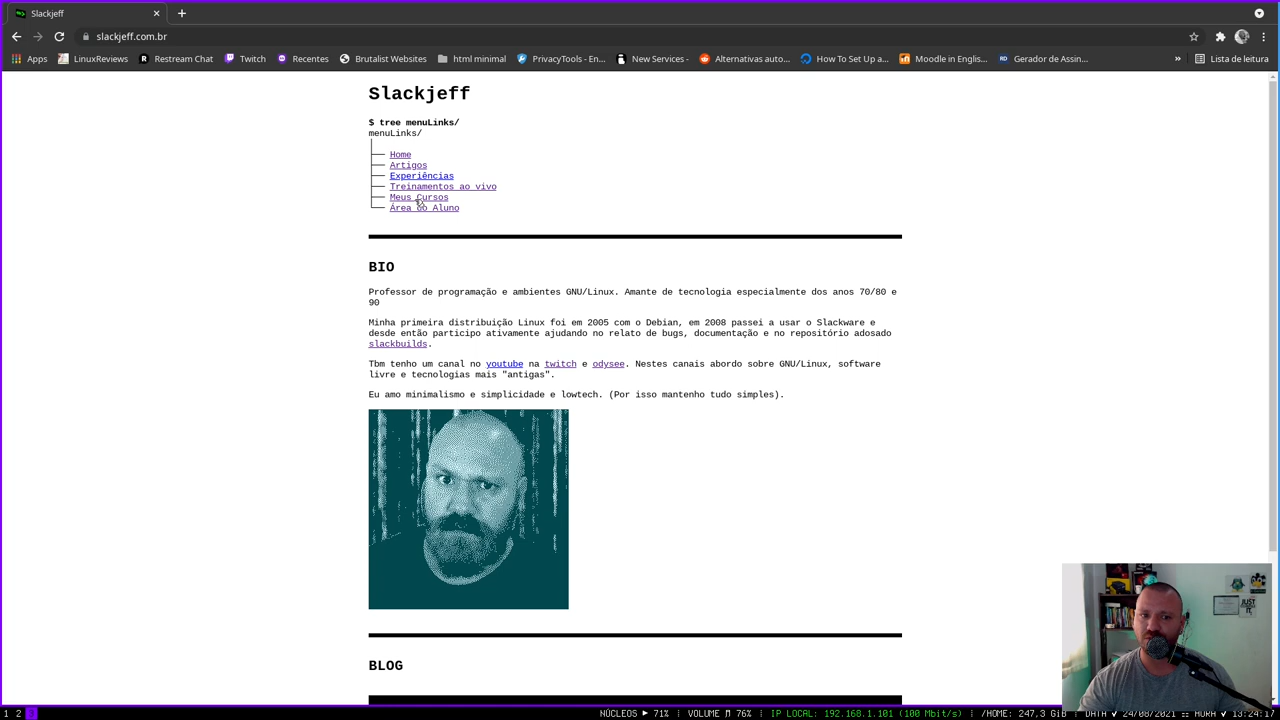 Slackjeff
slackjeff.com.br
Apps LinuxReviews Restream Chat Twitch Recentes Brutalist Websites html minimal PrivacyTools - En... New Services - Alternativas auto... How To Set Up a... Moodle in Englis... RD Gerador de Assin... » Lista de leitura
Slackjeff
$ tree menuLinks/
menuLinks/
├── Home
├── Artigos
├── Experiências
├── Treinamentos ao vivo
├── Meus Cursos
└── Área do Aluno
BIO
Professor de programação e ambientes GNU/Linux. Amante de tecnologia especialmente dos anos 70/80 e
90
Minha primeira distribuição Linux foi em 2005 com o Debian, em 2008 passei a usar o Slackware e
desde então participo ativamente ajudando no relato de bugs, documentação e no repositório adosado
slackbuilds.
Tbm tenho um canal no youtube na twitch e odysee. Nestes canais abordo sobre GNU/Linux, software
livre e tecnologias mais "antigas".
Eu amo minimalismo e simplicidade e lowtech. (Por isso mantenho tudo simples).
JUST
BLOG
1 2 3 NÚCLEOS 71% VOLUME 76% IP LOCAL: 192.168.1.101 (100 Mbit/s) /HOME: 247,3 GiB DATA 24/08/2021 HORA 13:24:17